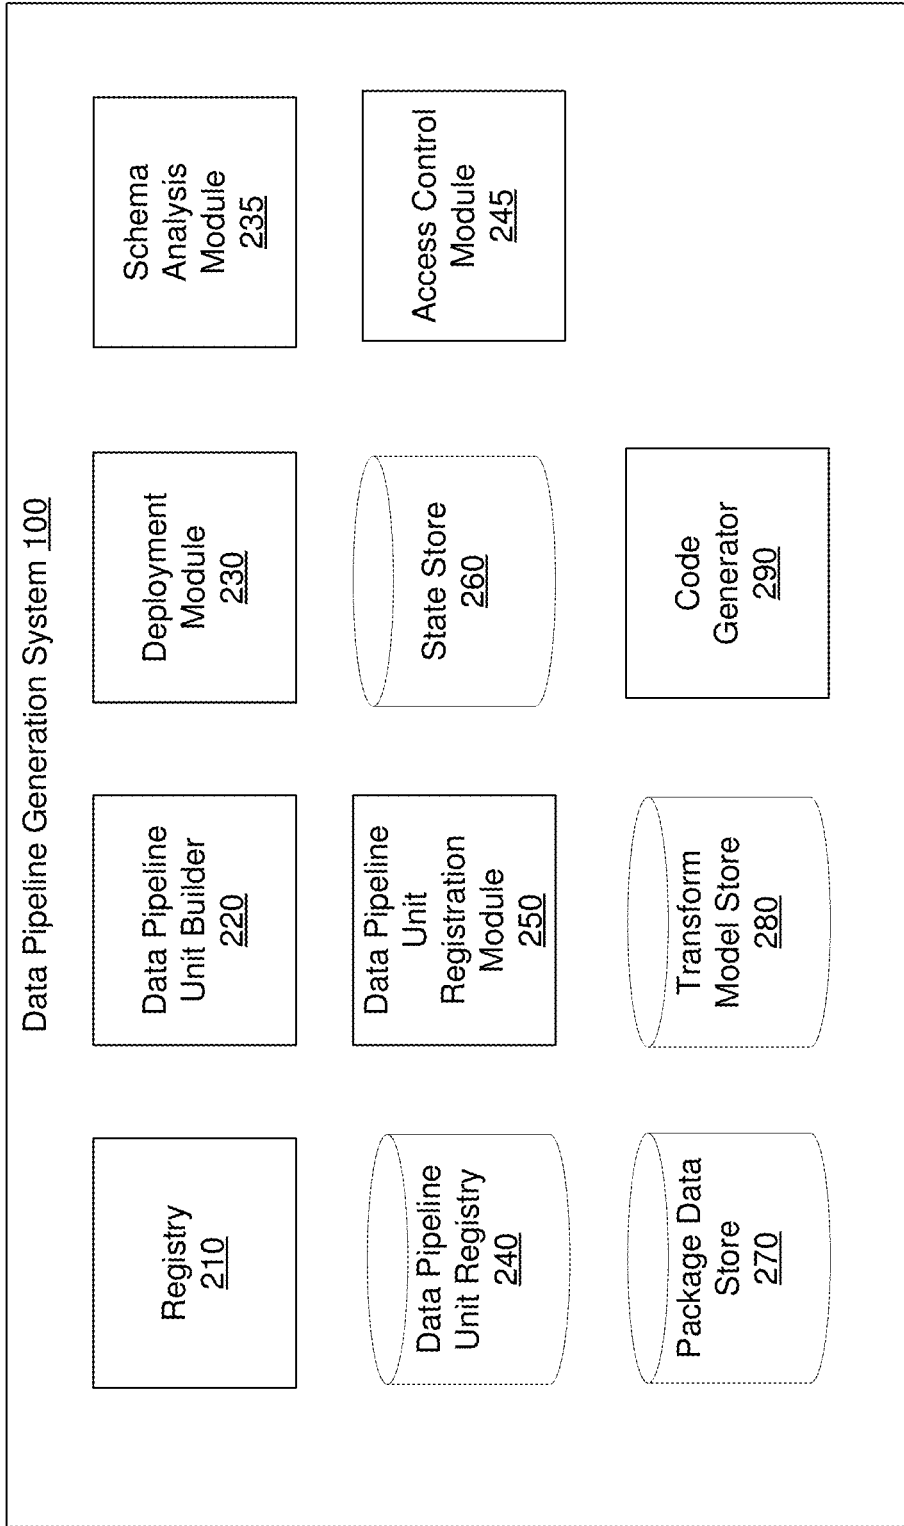 Data Pipeline Generation System 100
Registry
210
Data Pipeline
Unit Builder
220
Deployment
Module
230
Schema
Analysis
Module
235
Data Pipeline
Unit Registry
240
Data Pipeline
Unit
Registration
Module
250
State Store
260
Access Control
Module
245
Package Data
Store
270
Transform
Model Store
280
Code
Generator
290